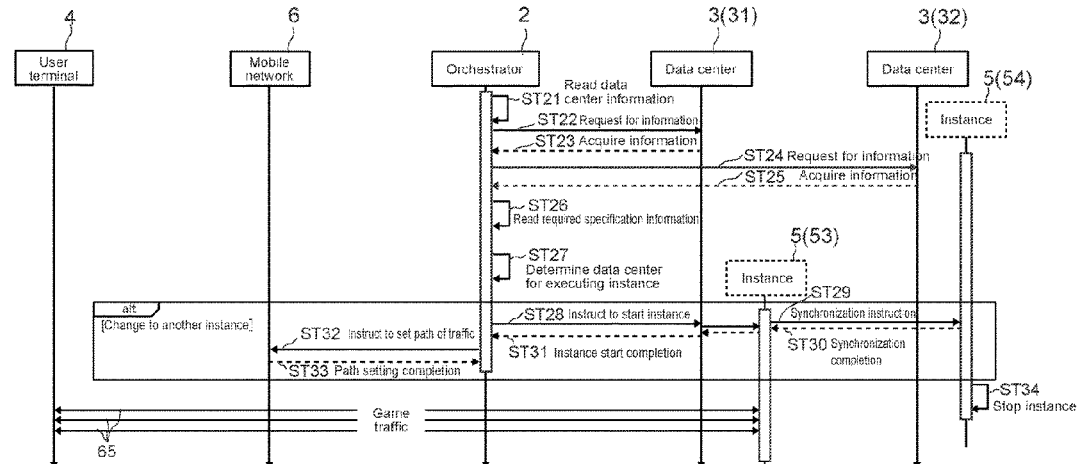 4
6
2
3(31)
3(32)
User
terminal
Mobile
network
Orchestrator
Data center
Data center
5(54)
Instance
Read data
ST21 center information
ST22 Request for information
ST23 Acquire information
ST24 Request for information
ST25 Acquire information
ST26
Read required specification information
ST27
Determine data center
for executing instance
5(53)
Instance
alt
[Change to another instance]
ST28 Instruct to start instance
ST29
Synchronization instruction
ST30 Synchronization
completion
ST31 Instance start completion
ST32 Instruct to set path of traffic
ST33 Path setting completion
ST34
Stop instance
Game
traffic
65